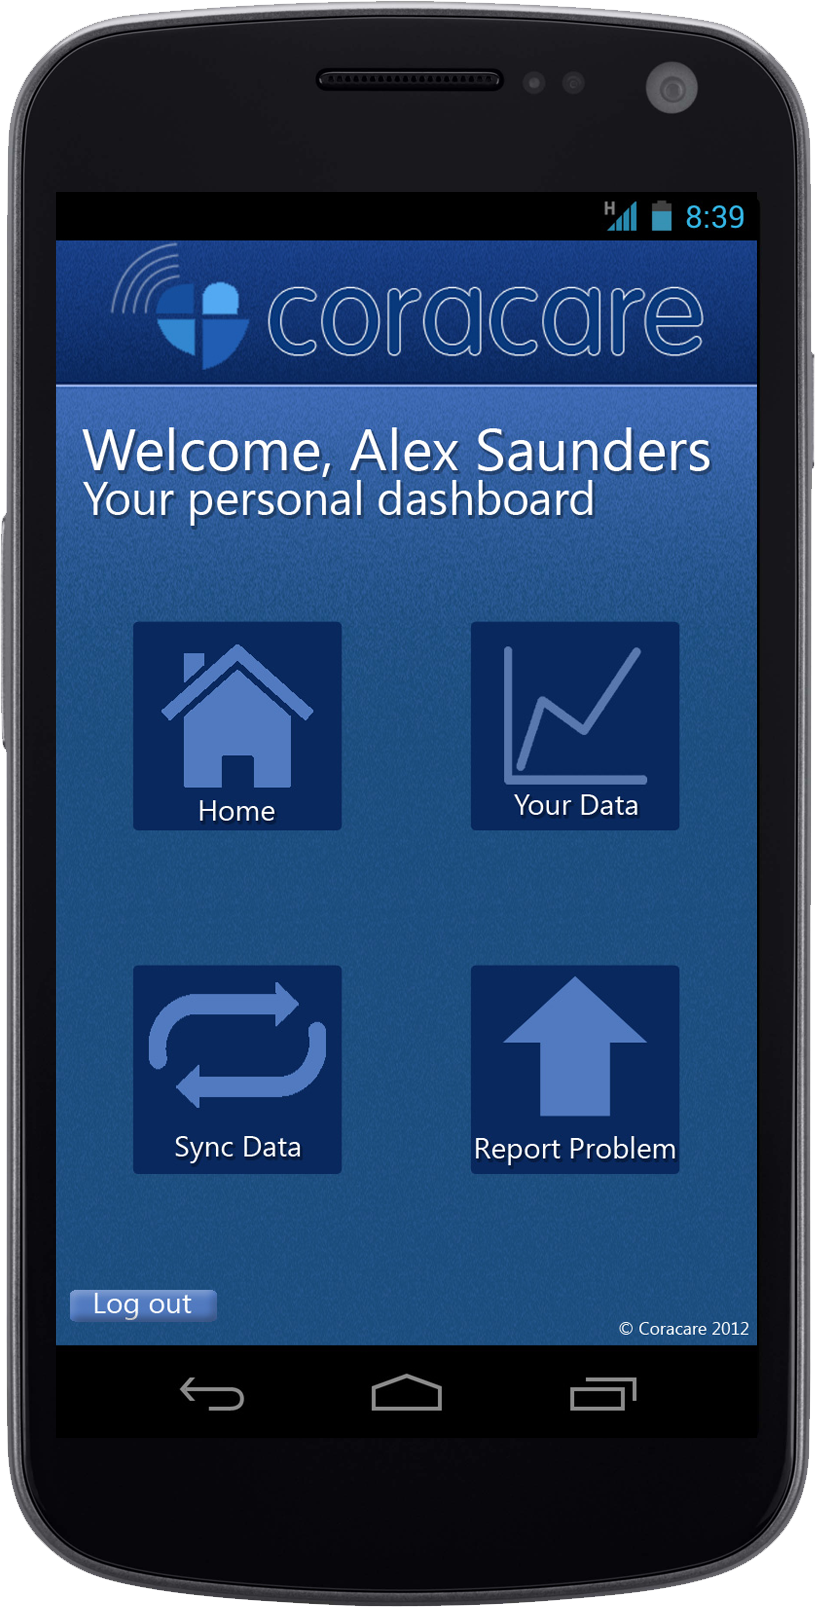 H 8:39
coracare
Welcome, Alex Saunders
Your personal dashboard
Home
Your Data
Sync Data
Report Problem
Log out
© Coracare 2012